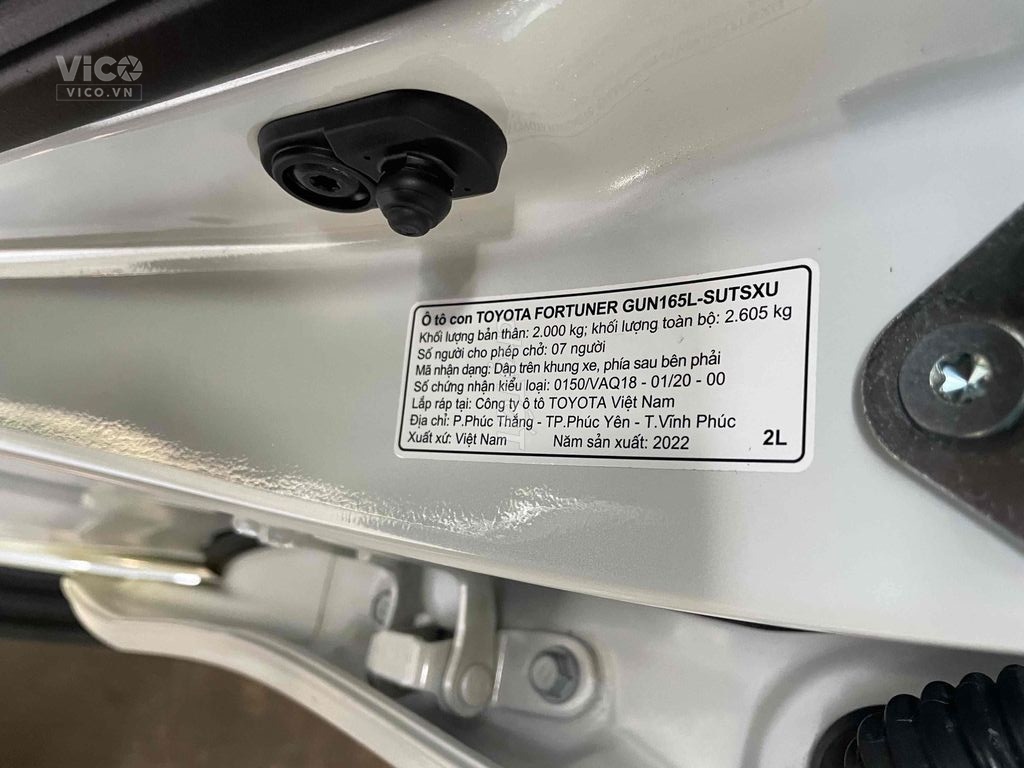 ViCO
VICO.VN
Ô tô con TOYOTA FORTUNER GUN165L-SUTSXU
Khối lượng bản thân: 2.000 kg; khối lượng toàn bộ: 2.605 kg
Số người cho phép chở: 07 người
Mã nhận dạng: Dập trên khung xe, phía sau bên phải
Số chứng nhận kiểu loại: 0150/VAQ18 - 01/20 - 00
Lắp ráp tại: Công ty ô tô TOYOTA Việt Nam
Địa chỉ: P.Phúc Thắng - TP.Phúc Yên - T.Vĩnh Phúc
Xuất xứ: Việt Nam Năm sản xuất: 2022 2L